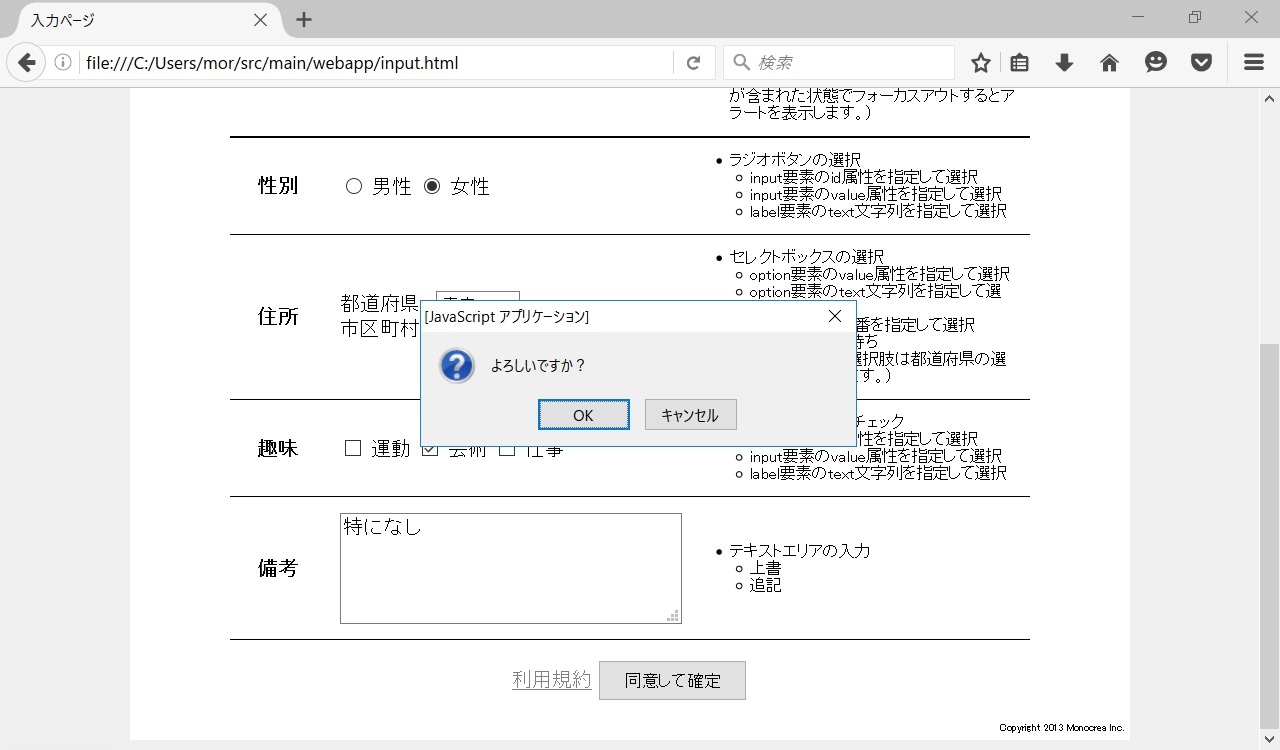 入力ページ
file:///C:/Users/mor/src/main/webapp/input.html
検索
が含まれた状態でフォーカスアウトするとア
ラートを表示します。)
性別
男性 女性
ラジオボタンの選択
input要素のid属性を指定して選択
input要素のvalue属性を指定して選択
label要素のtext文字列を指定して選択
住所
都道府県
市区町村
セレクトボックスの選択
option要素のvalue属性を指定して選択
option要素のtext文字列を指定して選
番を指定して選択
待ち
選択肢は都道府県の選
す。)
[JavaScript アプリケーション]
よろしいですか？
OK キャンセル
趣味
運動 芸術 仕事
チェック
性を指定して選択
input要素のvalue属性を指定して選択
label要素のtext文字列を指定して選択
備考
特になし
テキストエリアの入力
上書
追記
利用規約 同意して確定
Copyright 2013 Monocrea Inc.